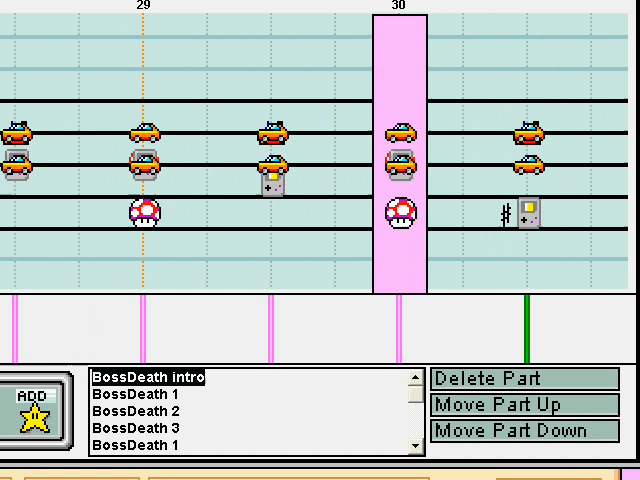 29
30
ADD
BossDeath intro
BossDeath 1
BossDeath 2
BossDeath 3
BossDeath 1
Delete Part
Move Part Up
Move Part Down